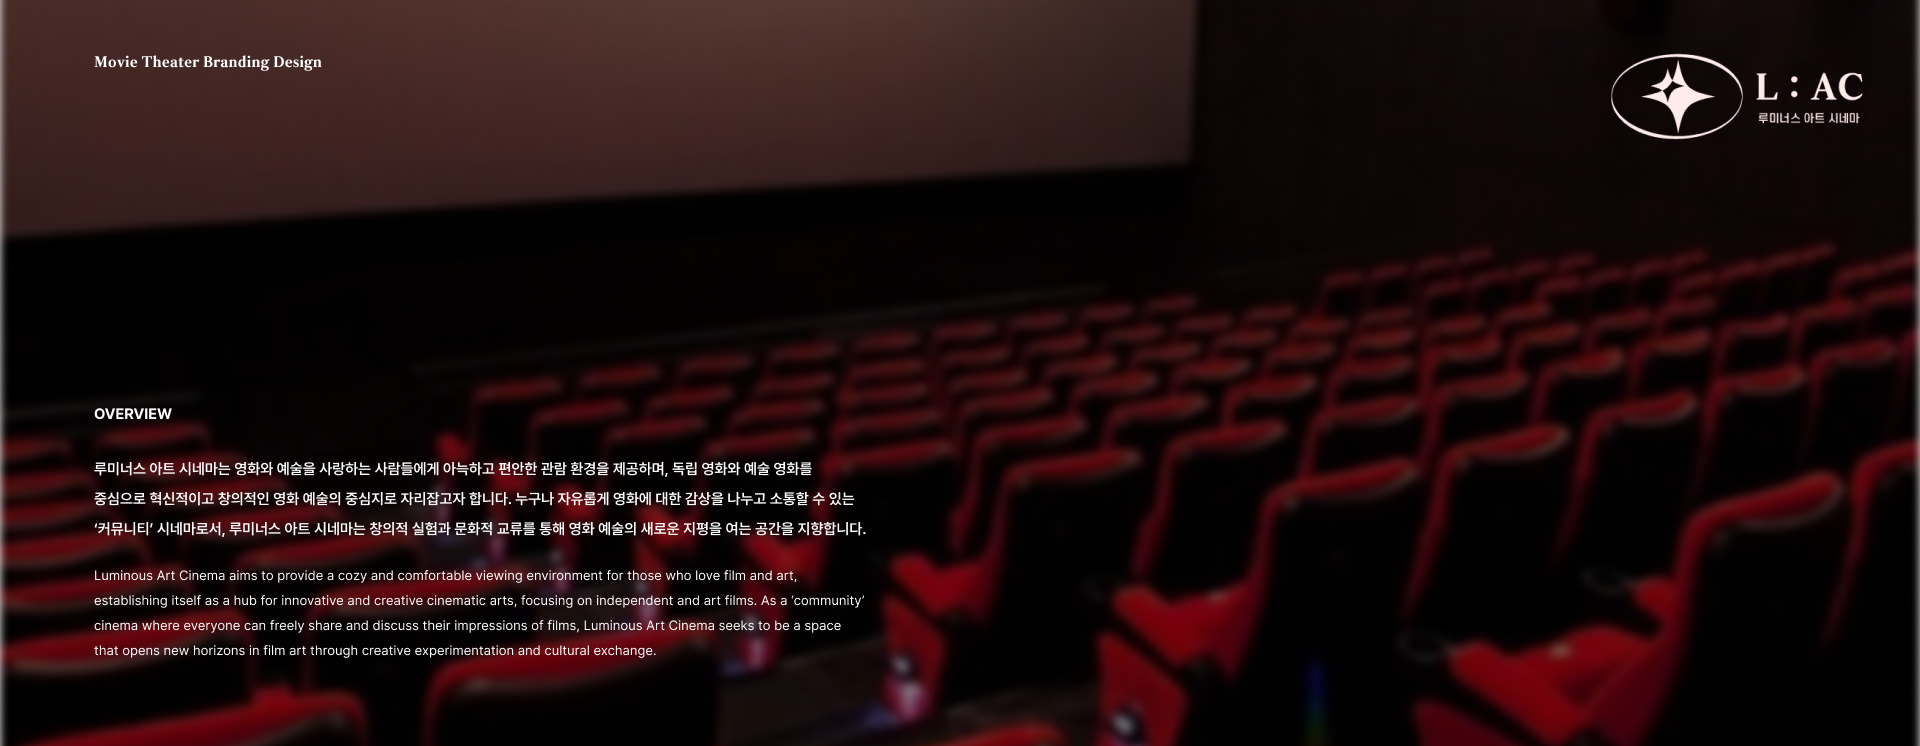 Movie Theater Branding Design
L : AC
루미너스 아트 시네마
OVERVIEW
루미너스 아트 시네마는 영화와 예술을 사랑하는 사람들에게 아늑하고 편안한 관람 환경을 제공하며, 독립 영화와 예술 영화를
중심으로 혁신적이고 창의적인 영화 예술의 중심지로 자리잡고자 합니다. 누구나 자유롭게 영화에 대한 감상을 나누고 소통할 수 있는
‘커뮤니티’ 시네마로서, 루미너스 아트 시네마는 창의적 실험과 문화적 교류를 통해 영화 예술의 새로운 지평을 여는 공간을 지향합니다.
Luminous Art Cinema aims to provide a cozy and comfortable viewing environment for those who love film and art,
establishing itself as a hub for innovative and creative cinematic arts, focusing on independent and art films. As a ‘community’
cinema where everyone can freely share and discuss their impressions of films, Luminous Art Cinema seeks to be a space
that opens new horizons in film art through creative experimentation and cultural exchange.